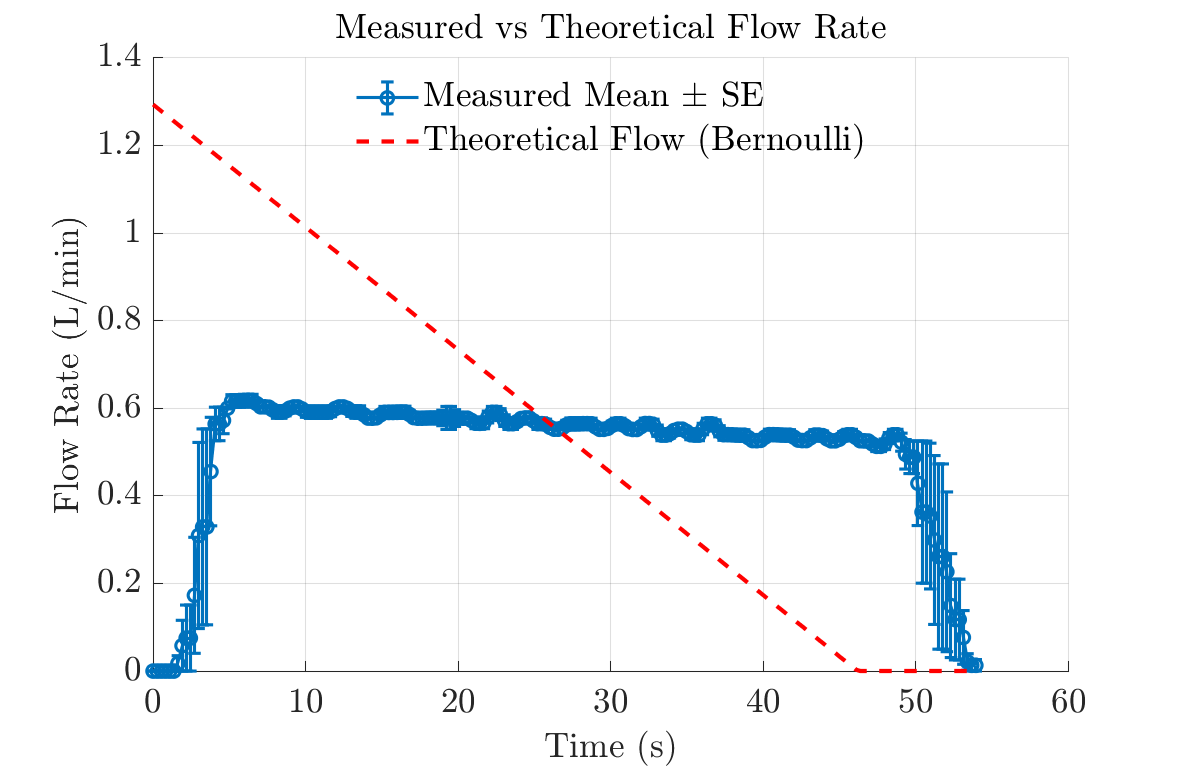 Measured vs Theoretical Flow Rate
1.4
1.2
1
0.8
0.6
0.4
0.2
0
Flow Rate (L/min)
Measured Mean ± SE
Theoretical Flow (Bernoulli)
0 10 20 30 40 50 60
Time (s)